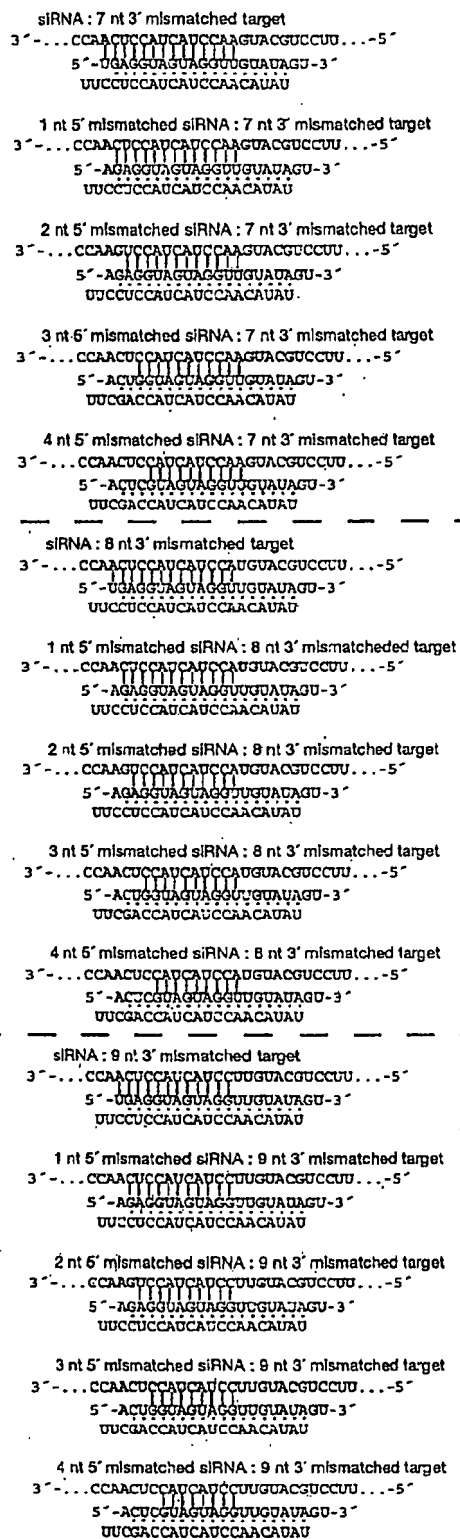 siRNA : 7 nt 3´ mismatched target
3´-...CCAACUCCAUCAUCCAAGUACGUCCUU...-5´
5´-UGAGGUAGUAGGUUGUAUAGU-3´
UUCCUCCAUCAUCCAACAUAU
1 nt 5´ mismatched siRNA : 7 nt 3´ mismatched target
3´-...CCAACUCCAUCAUCCAAGUACGUCCUU...-5´
5´-AGAGGUAGUAGGUUGUAUAGU-3´
UUCCUCCAUCAUCCAACAUAU
2 nt 5´ mismatched siRNA : 7 nt 3´ mismatched target
3´-...CCAAGUCCAUCAUCCAAGUACGUCCUU...-5´
5´-AGAGGUAGUAGGUUGUAUAGU-3´
UUCCUCCAUCAUCCAACAUAU
3 nt 5´ mismatched siRNA : 7 nt 3´ mismatched target
3´-...CCAACUCCAUCAUCCAAGUACGUCCUU...-5´
5´-ACUGGUAGUAGGUUGUAUAGU-3´
UUCGACCAUCAUCCAACAUAU
4 nt 5´ mismatched siRNA : 7 nt 3´ mismatched target
3´-...CCAACUCCAUCAUCCAAGUACGUCCUU...-5´
5´-ACUCGUAGUAGGUUGUAUAGU-3´
UUCGACCAUCAUCCAACAUAU
siRNA : 8 nt 3´ mismatched target
3´-...CCAACUCCAUCAUCCAUGUACGUCCUU...-5´
5´-UGAGGUAGUAGGUUGUAUAGU-3´
UUCCUCCAUCAUCCAACAUAU
1 nt 5´ mismatched siRNA : 8 nt 3´ mismatcheded target
3´-...CCAACUCCAUCAUCCAUGUACGUCCUU...-5´
5´-AGAGGUAGUAGGUUGUAUAGU-3´
UUCCUCCAUCAUCCAACAUAU
2 nt 5´ mismatched siRNA : 8 nt 3´ mismatched target
3´-...CCAAGUCCAUCAUCCAUGUACGUCCUU...-5´
5´-AGAGGUAGUAGGUUGUAUAGU-3´
UUCCUCCAUCAUCCAACAUAU
3 nt 5´ mismatched siRNA : 8 nt 3´ mismatched target
3´-...CCAACUCCAUCAUCCAUGUACGUCCUU...-5´
5´-ACUGGUAGUAGGUUGUAUAGU-3´
UUCGACCAUCAUCCAACAUAU
4 nt 5´ mismatched siRNA : 8 nt 3´ mismatched target
3´-...CCAACUCCAUCAUCCAUGUACGUCCUU...-5´
5´-ACUCGUAGUAGGUUGUAUAGU-3´
UUCGACCAUCAUCCAACAUAU
siRNA : 9 nt 3´ mismatched target
3´-...CCAACUCCAUCAUCCUUGUACGUCCUU...-5´
5´-UGAGGUAGUAGGUUGUAUAGU-3´
UUCCUCCAUCAUCCAACAUAU
1 nt 5´ mismatched siRNA : 9 nt 3´ mismatched target
3´-...CCAACUCCAUCAUCCUUGUACGUCCUU...-5´
5´-AGAGGUAGUAGGUUGUAUAGU-3´
UUCCUCCAUCAUCCAACAUAU
2 nt 5´ mismatched siRNA : 9 nt 3´ mismatched target
3´-...CCAAGUCCAUCAUCCUUGUACGUCCUU...-5´
5´-AGAGGUAGUAGGUCGUAUAGU-3´
UUCCUCCAUCAUCCAACAUAU
3 nt 5´ mismatched siRNA : 9 nt 3´ mismatched target
3´-...CCAACUCCAUCAUCCUUGUACGUCCUU...-5´
5´-ACUGGUAGUAGGUUGUAUAGU-3´
UUCGACCAUCAUCCAACAUAU
4 nt 5´ mismatched siRNA : 9 nt 3´ mismatched target
3´-...CCAACUCCAUCAUCCUUGUACGUCCUU...-5´
5´-ACUCGUAGUAGGUUGUAUAGU-3´
UUCGACCAUCAUCCAACAUAU